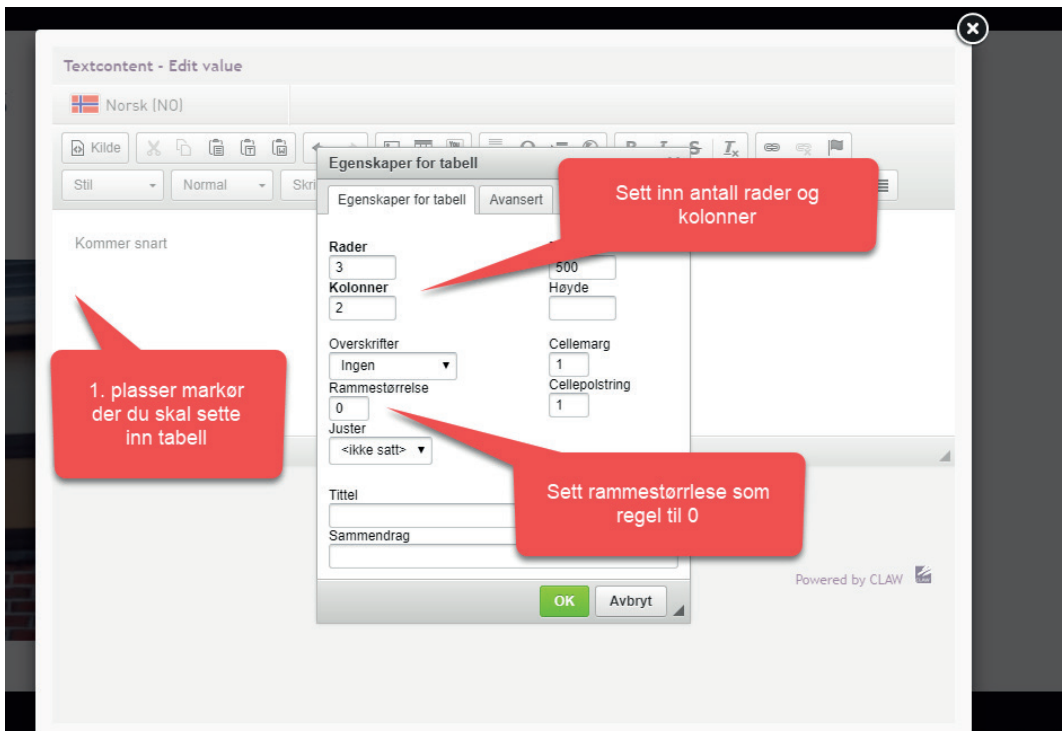 Textcontent - Edit value
Norsk (NO)
Kilde
Stil
Normal
Egenskaper for tabell
Egenskaper for tabell
Avansert
Sett inn antall rader og
kolonner
Kommer snart
Rader
3
500
Kolonner
Høyde
2
Overskrifter
Cellemarg
Ingen
1
Rammestørrelse
Cellepolstring
0
1
Juster
<ikke satt>
1. plasser markør
der du skal sette
inn tabell
Sett rammestørrlese som
regel til 0
Tittel
Sammendrag
Powered by CLAW
OK
Avbryt